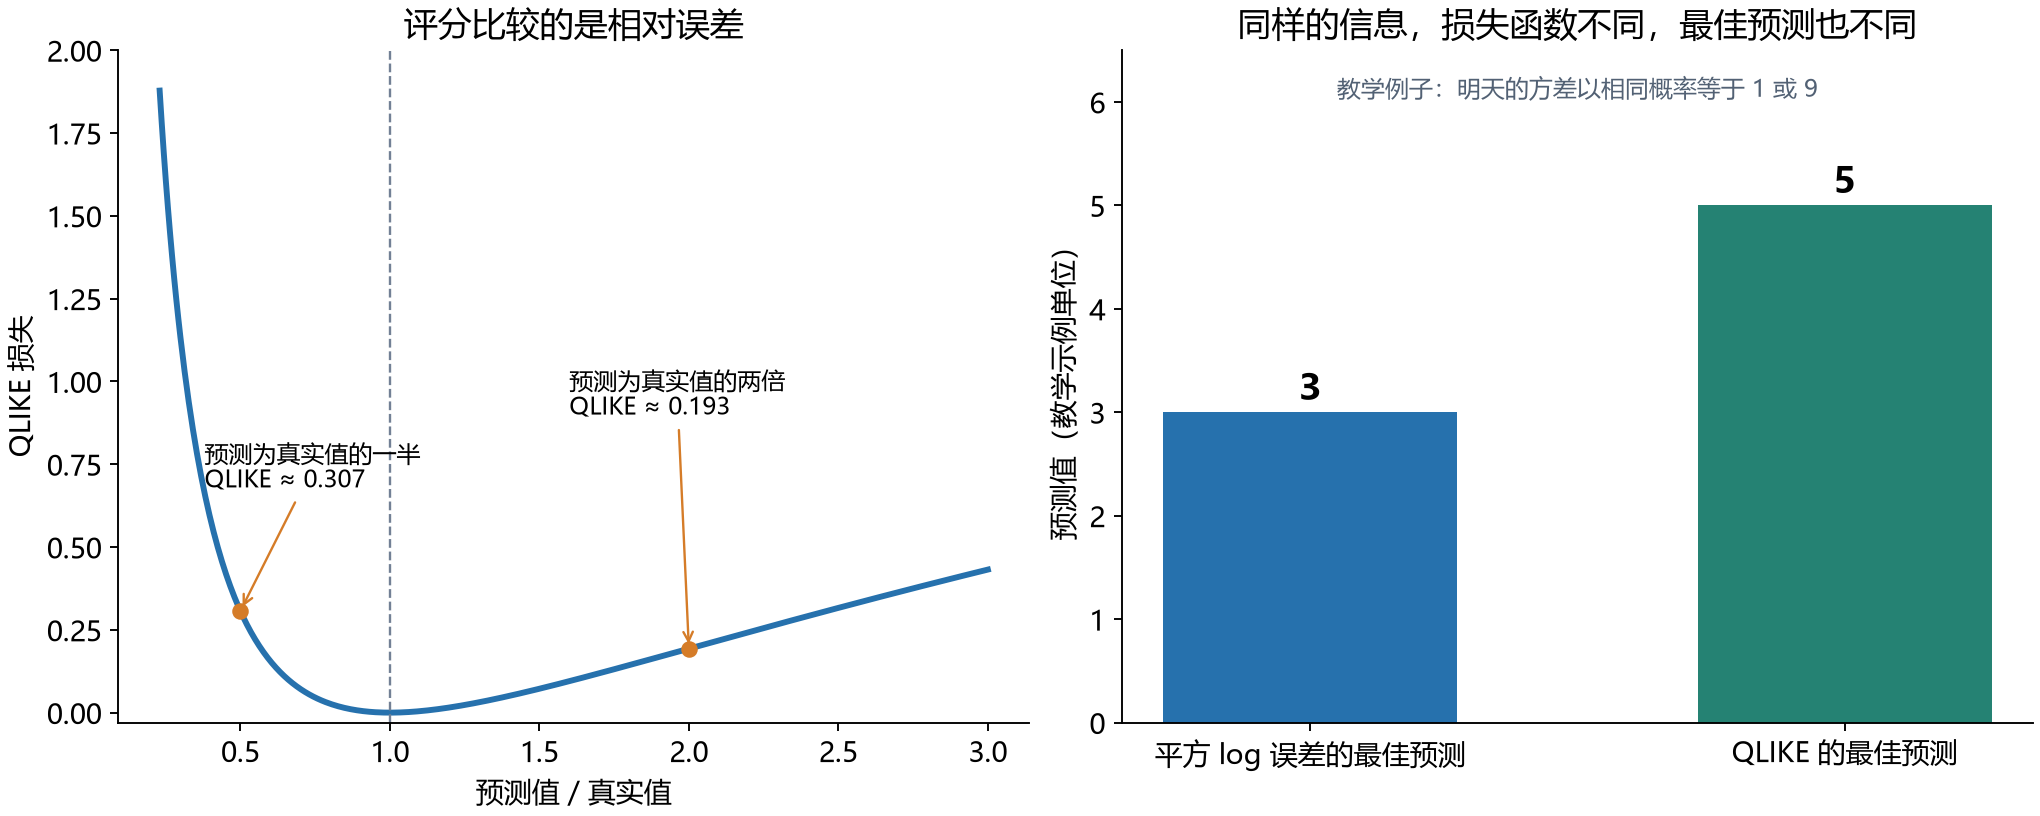 评分比较的是相对误差
2.00
1.75
1.50
1.25
1.00
0.75
0.50
0.25
0.00
QLIKE 损失
预测为真实值的一半
QLIKE ≈ 0.307
预测为真实值的两倍
QLIKE ≈ 0.193
0.5
1.0
1.5
2.0
2.5
3.0
预测值 / 真实值
同样的信息，损失函数不同，最佳预测也不同
教学例子：明天的方差以相同概率等于 1 或 9
6
5
4
3
2
1
0
预测值（教学示例单位）
3
5
平方 log 误差的最佳预测
QLIKE 的最佳预测